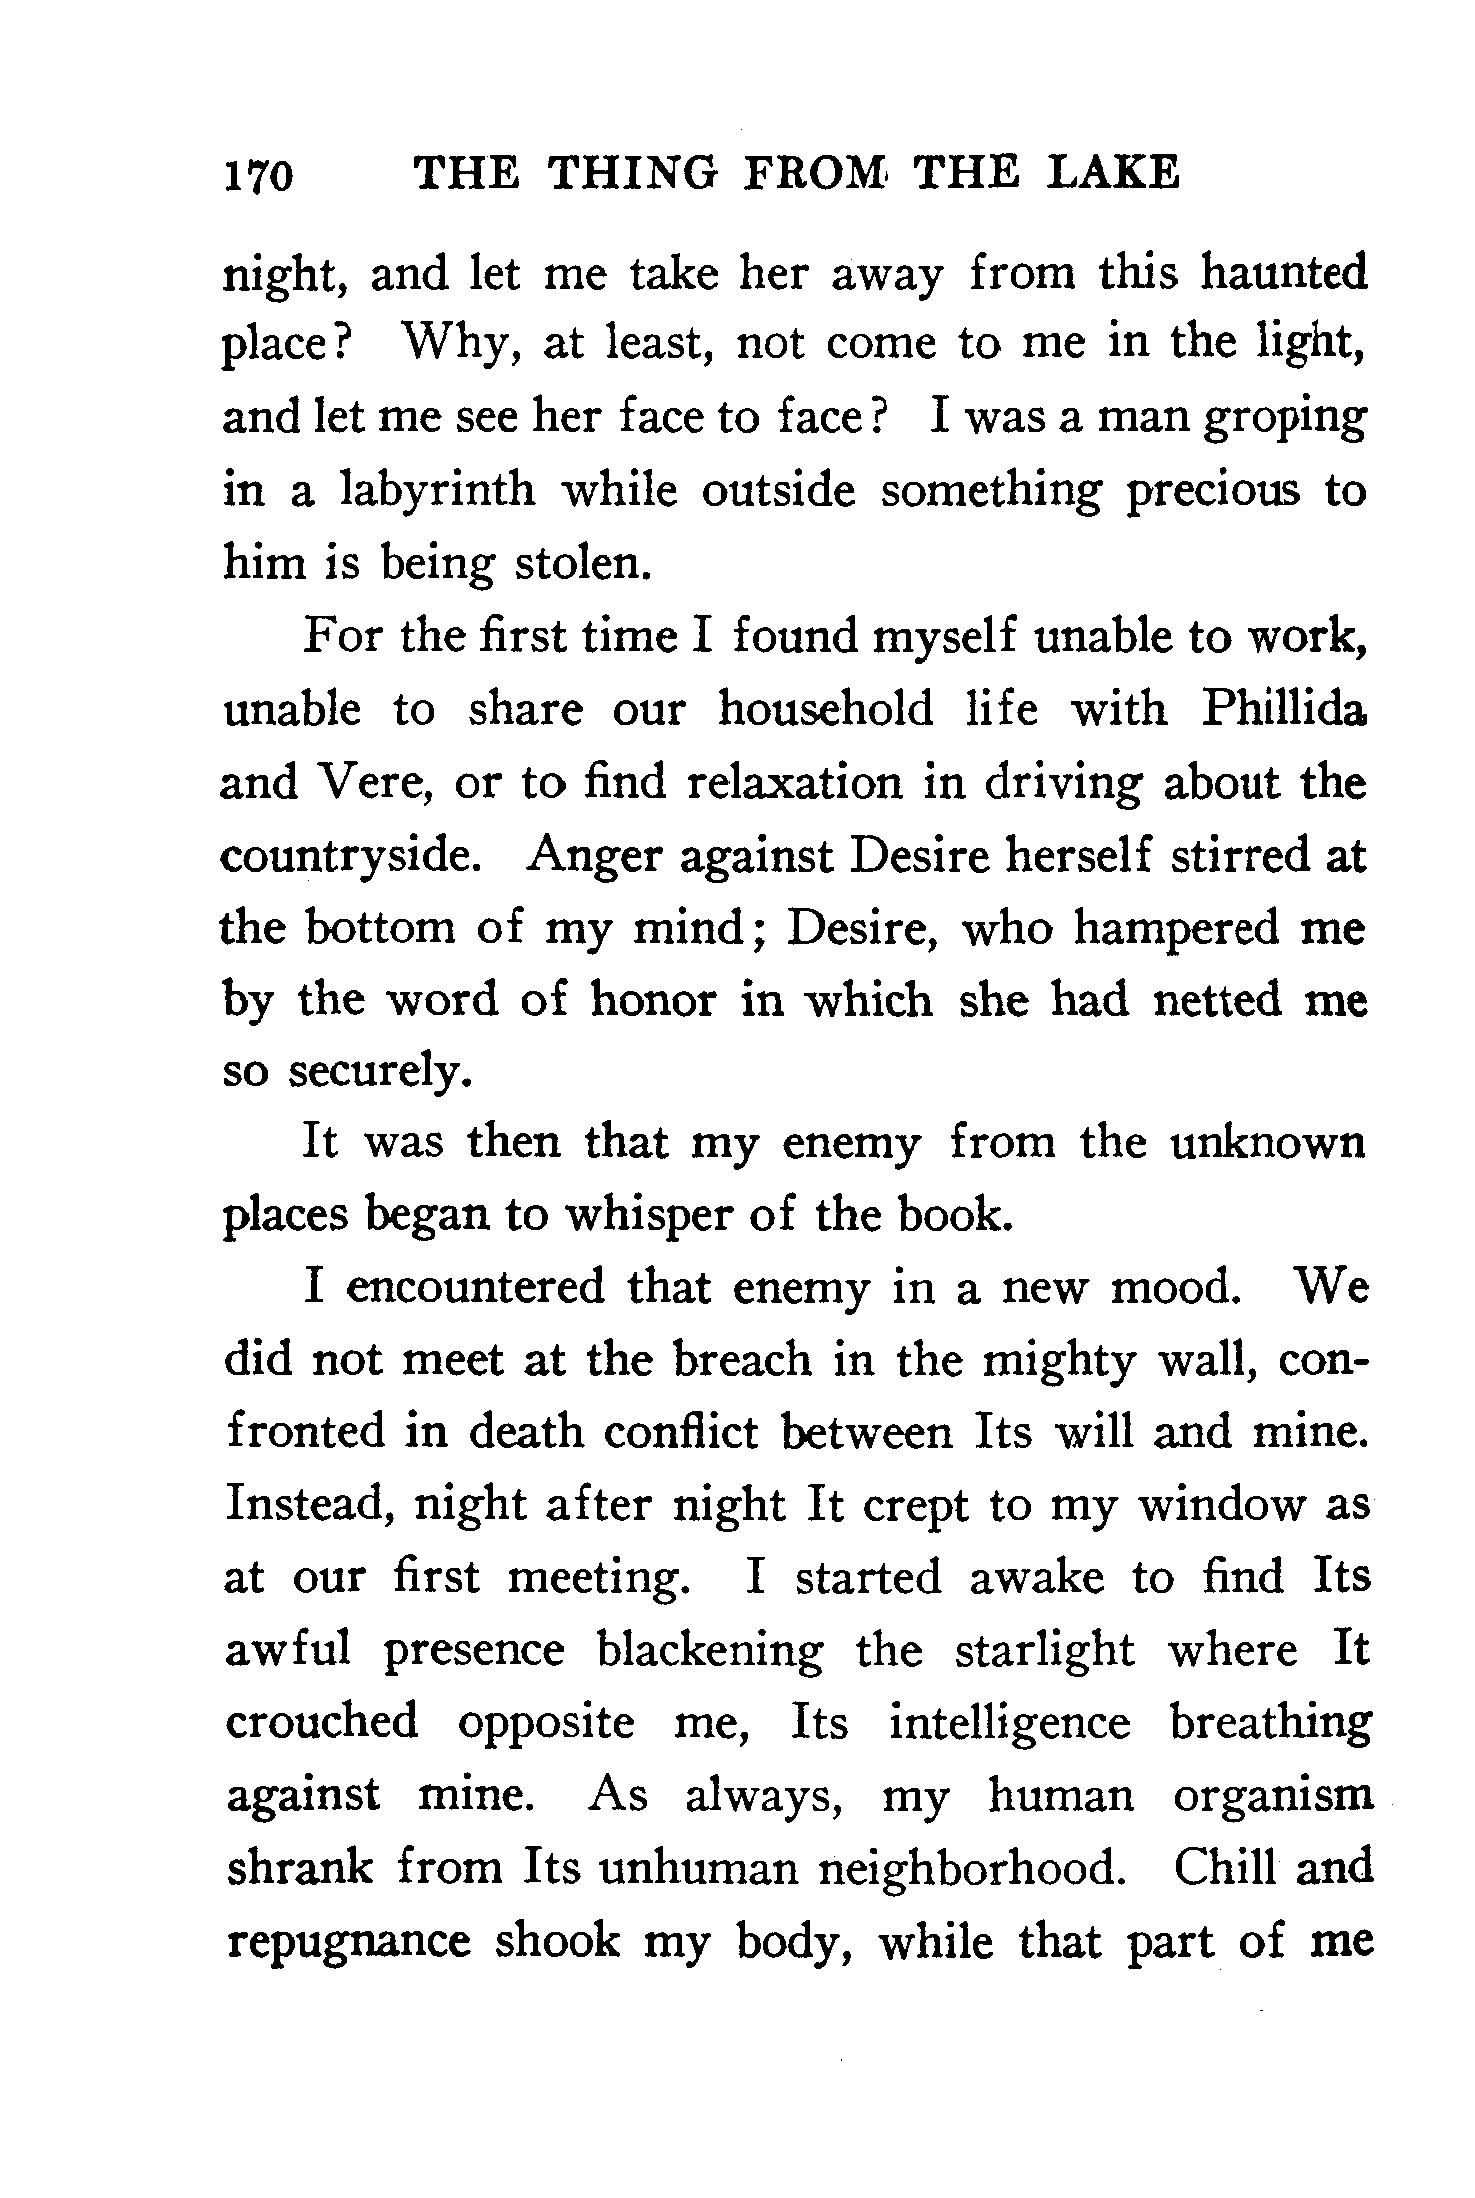 170 THE THING FROM THE LAKE
night, and let me take her away from this haunted
place? Why, at least, not come to me in the light,
and let me see her face to face? I was a man groping
in a labyrinth while outside something precious to
him is being stolen.
For the first time I found myself unable to work,
unable to share our household life with Phillida
and Vere, or to find relaxation in driving about the
countryside. Anger against Desire herself stirred at
the bottom of my mind; Desire, who hampered me
by the word of honor in which she had netted me
so securely.
It was then that my enemy from the unknown
places began to whisper of the book.
I encountered that enemy in a new mood. We
did not meet at the breach in the mighty wall, con-
fronted in death conflict between Its will and mine.
Instead, night after night It crept to my window as
at our first meeting. I started awake to find Its
awful presence blackening the starlight where It
crouched opposite me, Its intelligence breathing
against mine. As always, my human organism
shrank from Its unhuman neighborhood. Chill and
repugnance shook my body, while that part of me